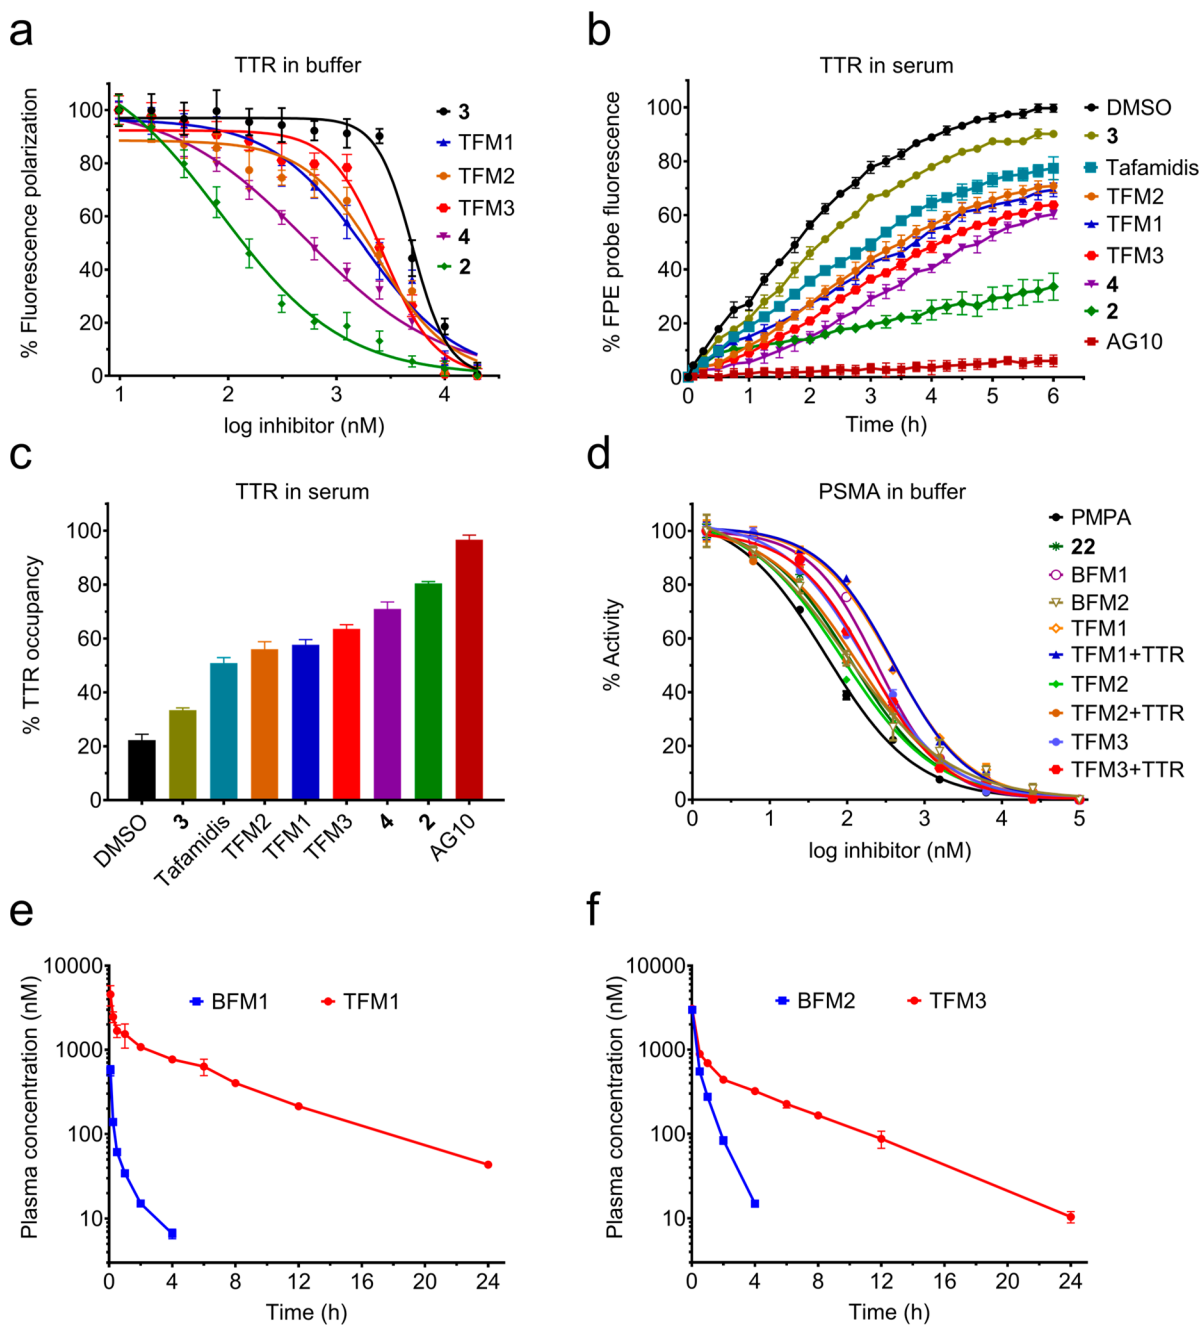 a
TTR in buffer
% Fluorescence polarization
100
80
60
40
20
0
1
2
3
4
log inhibitor (nM)
3
TFM1
TFM2
TFM3
4
2
b
TTR in serum
% FPE probe fluorescence
100
80
60
40
20
0
0
1
2
3
4
5
6
Time (h)
DMSO
3
Tafamidis
TFM2
TFM1
TFM3
4
2
AG10
c
TTR in serum
% TTR occupancy
100
80
60
40
20
0
DMSO
3
Tafamidis
TFM2
TFM1
TFM3
4
2
AG10
d
PSMA in buffer
% Activity
100
80
60
40
20
0
0
1
2
3
4
5
log inhibitor (nM)
PMPA
22
BFM1
BFM2
TFM1
TFM1+TTR
TFM2
TFM2+TTR
TFM3
TFM3+TTR
e
Plasma concentration (nM)
10000
1000
100
10
0
4
8
12
16
20
24
Time (h)
BFM1
TFM1
f
Plasma concentration (nM)
10000
1000
100
10
0
4
8
12
16
20
24
Time (h)
BFM2
TFM3